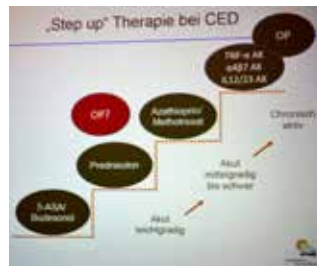 „Step up“ Therapie bei CED
OP
TNF-α AK
α4β7 AK
IL12/23 AK
OP?
Azathioprin/
Methotrexat
Chronisch
aktiv
Prednisolon
Akut
mittelgradig
bis schwer
5-ASA/
Budesonid
Akut
leichtgradig